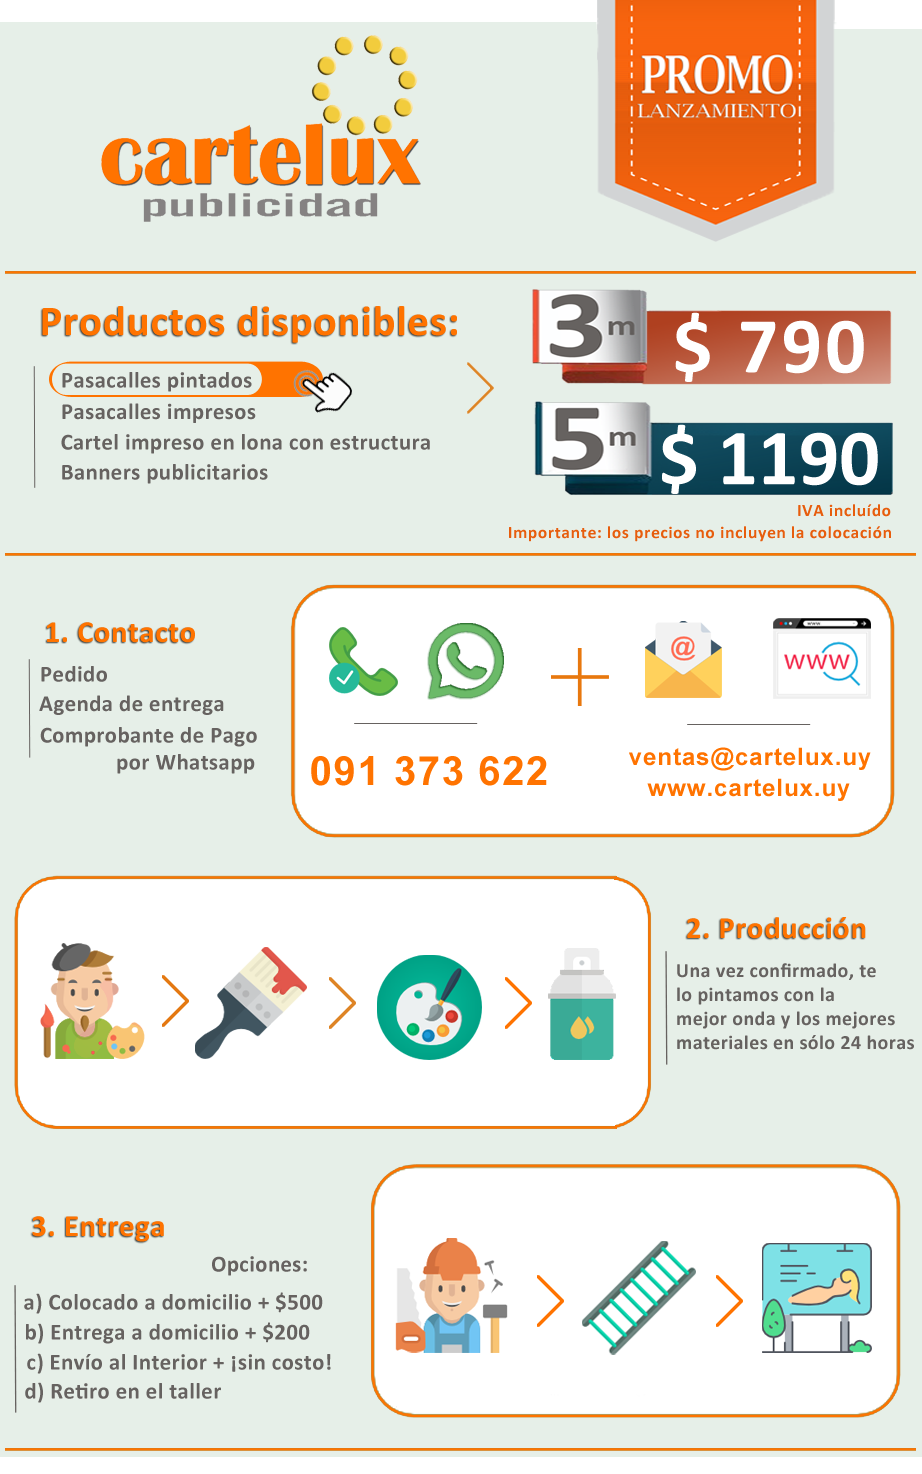 cartelux
publicidad
PROMO
LANZAMIENTO
Productos disponibles:
Pasacalles pintados
Pasacalles impresos
Cartel impreso en lona con estructura
Banners publicitarios
3m
$ 790
5m
$ 1190
IVA incluído
Importante: los precios no incluyen la colocación
1. Contacto
Pedido
Agenda de entrega
Comprobante de Pago
por Whatsapp
@
www
WWW
091 373 622
ventas@cartelux.uy
www.cartelux.uy
2. Producción
Una vez confirmado, te
lo pintamos con la
mejor onda y los mejores
materiales en sólo 24 horas
3. Entrega
Opciones:
a) Colocado a domicilio + $500
b) Entrega a domicilio + $200
c) Envío al Interior + ¡sin costo!
d) Retiro en el taller